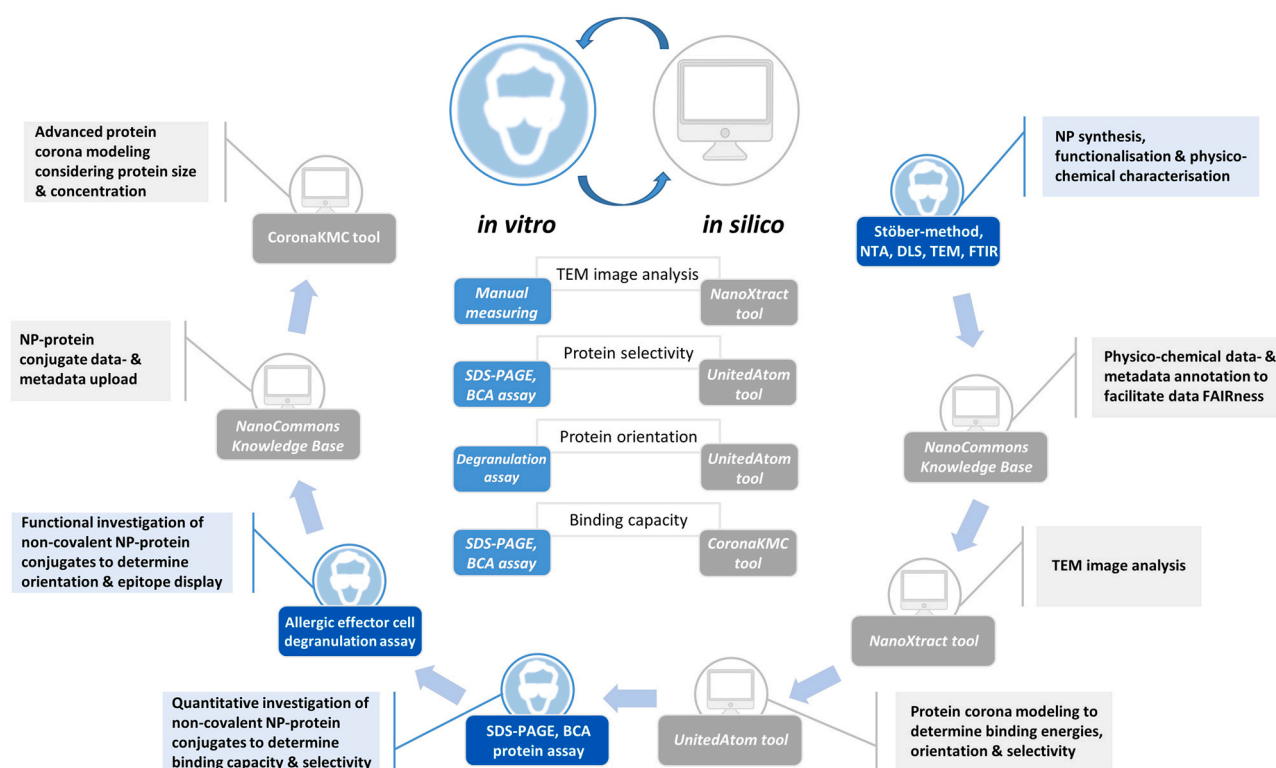 in vitro
in silico
TEM image analysis
Manual
measuring
NanoXtract
tool
Protein selectivity
SDS-PAGE,
BCA assay
UnitedAtom
tool
Protein orientation
Degranulation
assay
UnitedAtom
tool
Binding capacity
SDS-PAGE,
BCA assay
CoronaKMC
tool
NP synthesis,
functionalisation & physico-
chemical characterisation
Stöber-method,
NTA, DLS, TEM, FTIR
Physico-chemical data- &
metadata annotation to
facilitate data FAIRness
NanoCommons
Knowledge Base
TEM image analysis
NanoXtract tool
Protein corona modeling to
determine binding energies,
orientation & selectivity
UnitedAtom tool
SDS-PAGE, BCA
protein assay
Quantitative investigation of
non-covalent NP-protein
conjugates to determine
binding capacity & selectivity
Allergic effector cell
degranulation assay
Functional investigation of
non-covalent NP-protein
conjugates to determine
orientation & epitope display
NanoCommons
Knowledge Base
NP-protein
conjugate data- &
metadata upload
CoronaKMC tool
Advanced protein
corona modeling
considering protein size
& concentration